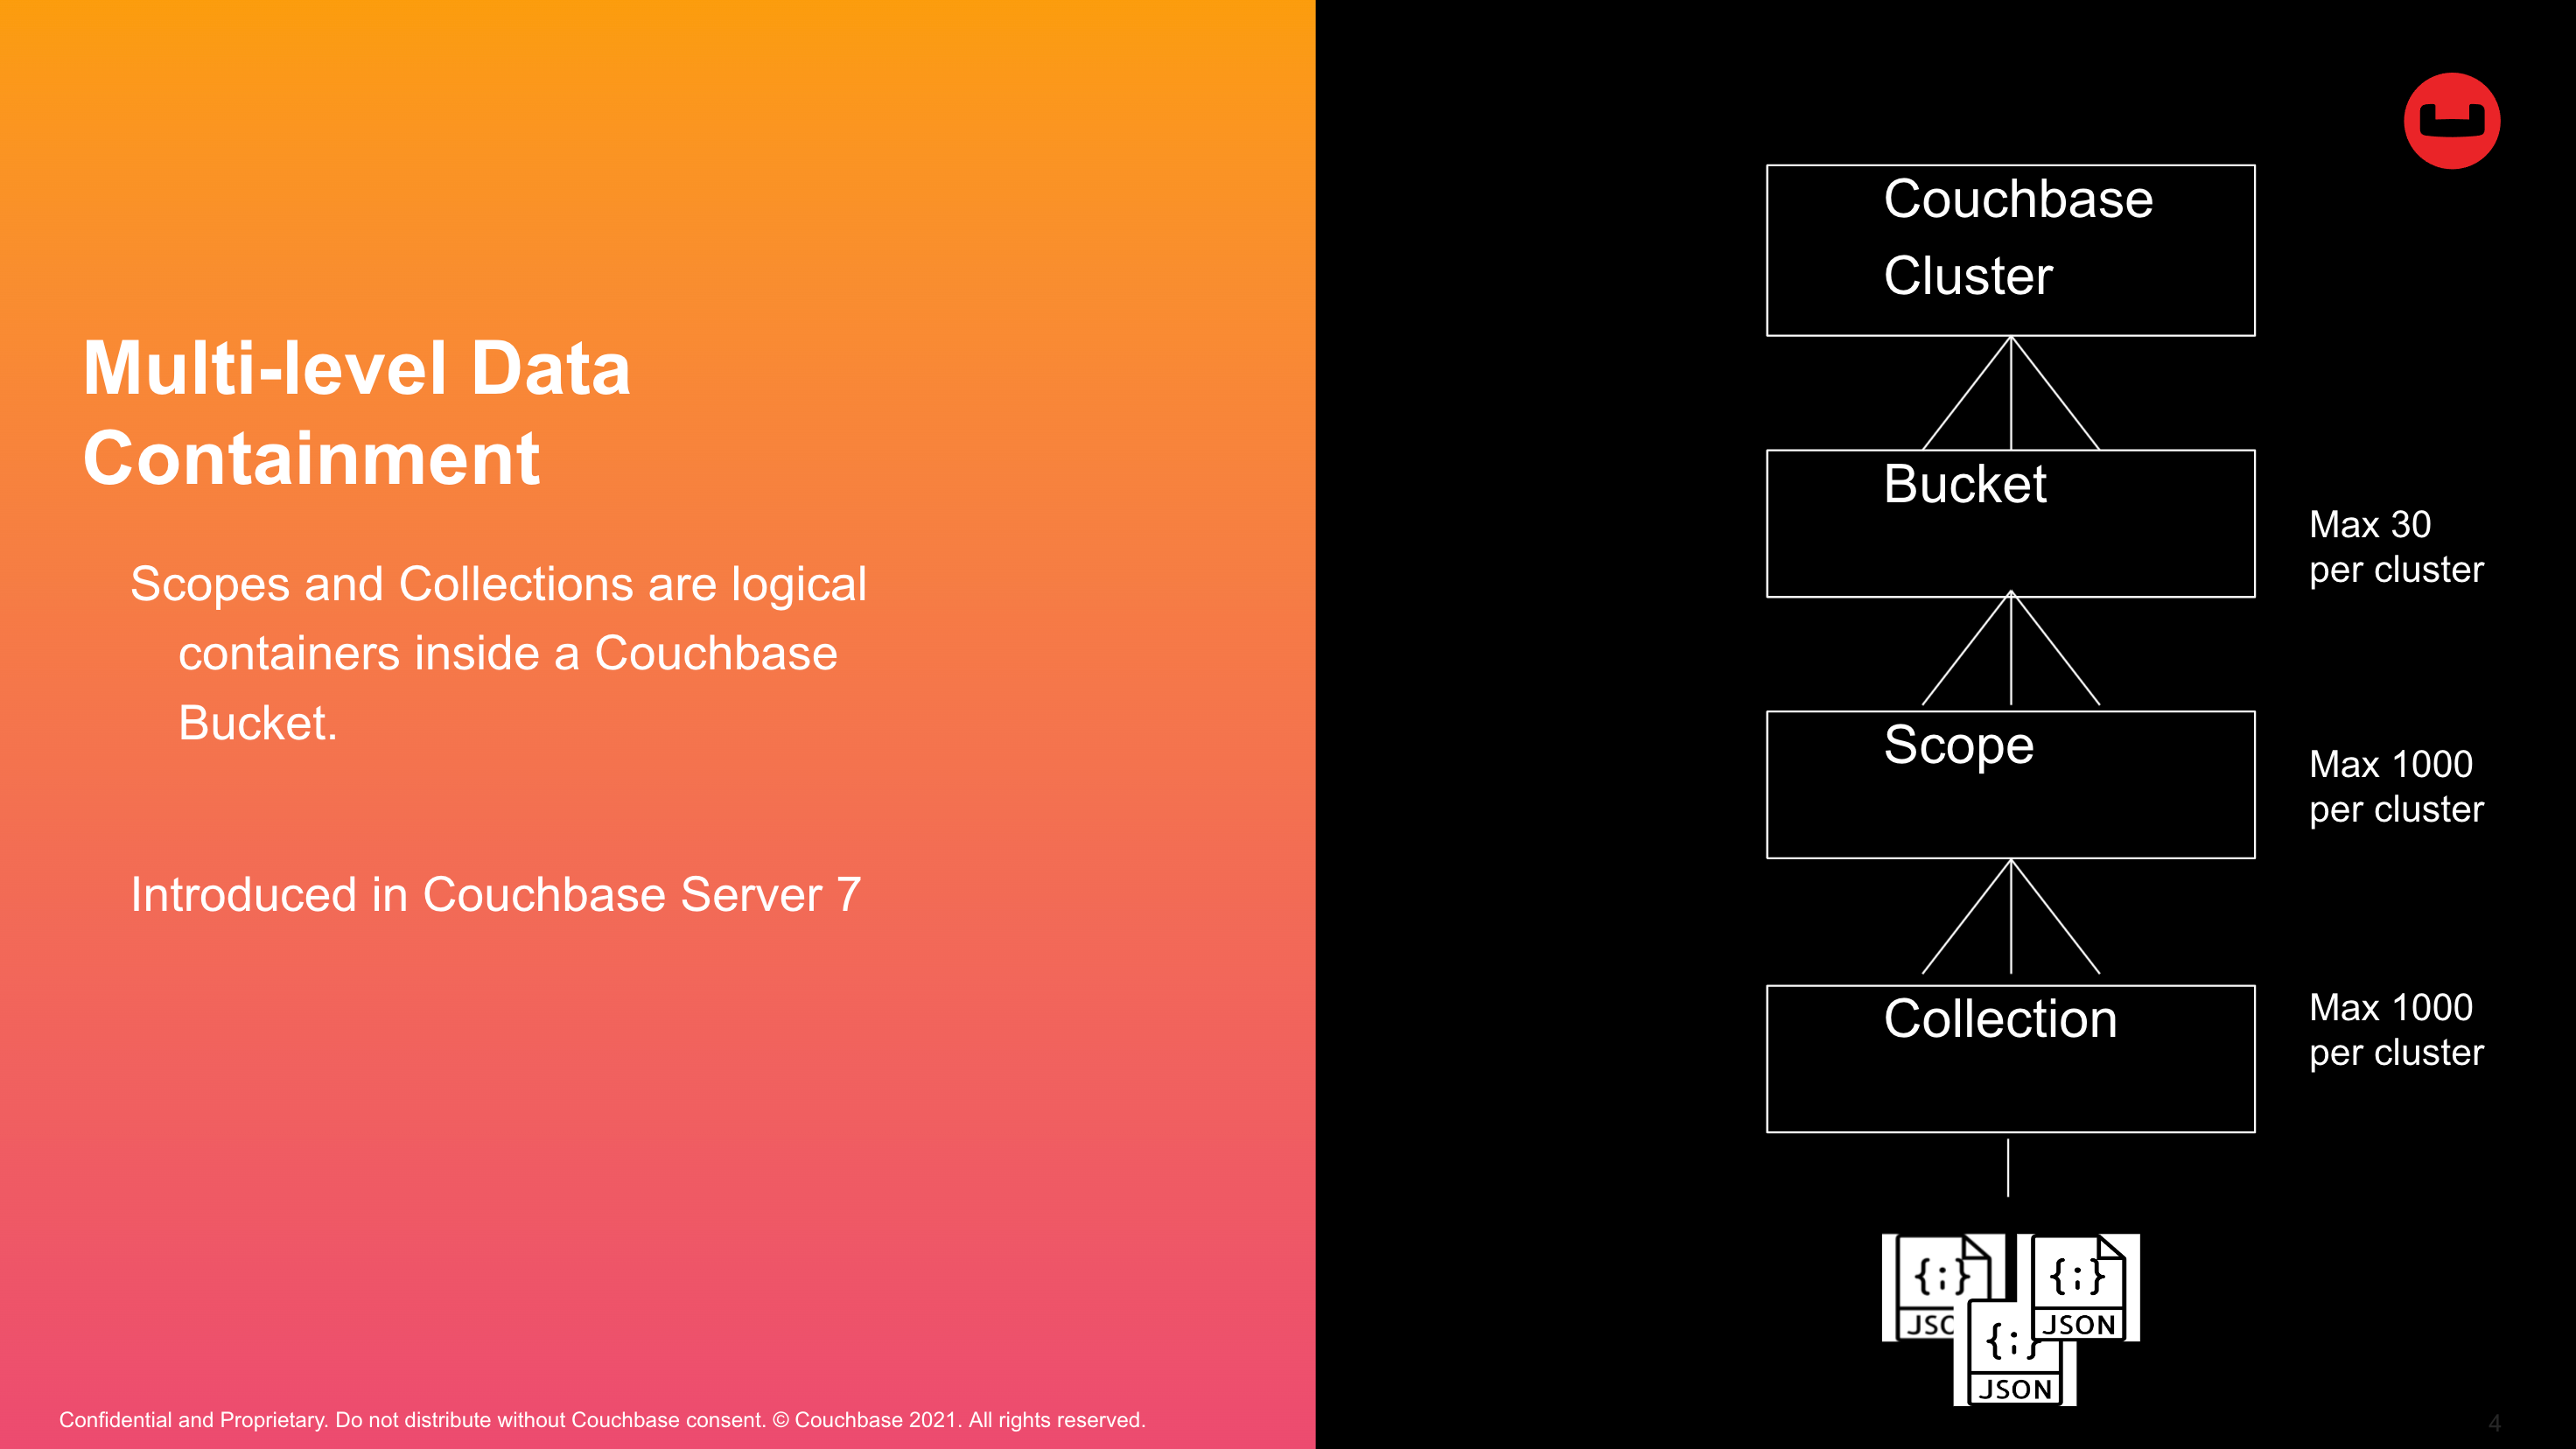 Multi-level Data
Containment
Scopes and Collections are logical
containers inside a Couchbase
Bucket.
Introduced in Couchbase Server 7
Confidential and Proprietary. Do not distribute without Couchbase consent. © Couchbase 2021. All rights reserved.
Couchbase
Cluster
Bucket
Max 30
per cluster
Scope
Max 1000
per cluster
Collection
Max 1000
per cluster
{;}
JSON
{;}
JSON
{;}
JSON
4